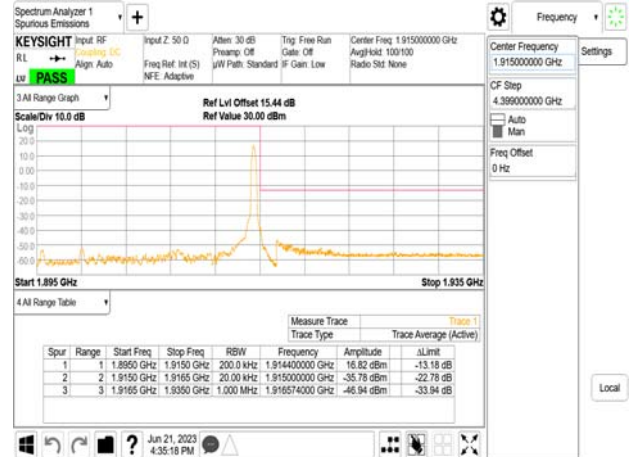 Spectrum Analyzer 1
Spurious Emissions
Frequency
KEYSIGHT Input: RF Input Z: 50 Ω Atten: 30 dB Trig: Free Run Center Freq: 1.915000000 GHz
RL Coupling: DC Preamp: Off Gate: Off Avg|Hold: 100/100
Align: Auto Freq Ref: Int (S) µW Path: Standard IF Gain: Low Radio Std: None
PASS NFE: Adaptive
3 All Range Graph
Ref Lvl Offset 15.44 dB
Scale/Div 10.0 dB Ref Value 30.00 dBm
Log
20.0
10.0
0.00
-10.0
-20.0
-30.0
-40.0
-50.0
-60.0
Start 1.895 GHz Stop 1.935 GHz
4 All Range Table
Measure Trace Trace 1
Trace Type Trace Average (Active)
Spur Range Start Freq Stop Freq RBW Frequency Amplitude ΔLimit
1 1 1.8950 GHz 1.9150 GHz 200.0 kHz 1.914400000 GHz 16.82 dBm -13.18 dB
2 2 1.9150 GHz 1.9165 GHz 20.00 kHz 1.915000000 GHz -35.78 dBm -22.78 dB
3 3 1.9165 GHz 1.9350 GHz 1.000 MHz 1.916574000 GHz -46.94 dBm -33.94 dB
Jun 21, 2023
4:35:18 PM
Center Frequency
1.915000000 GHz
Settings
CF Step
4.399000000 GHz
Auto
Man
Freq Offset
0 Hz
Local